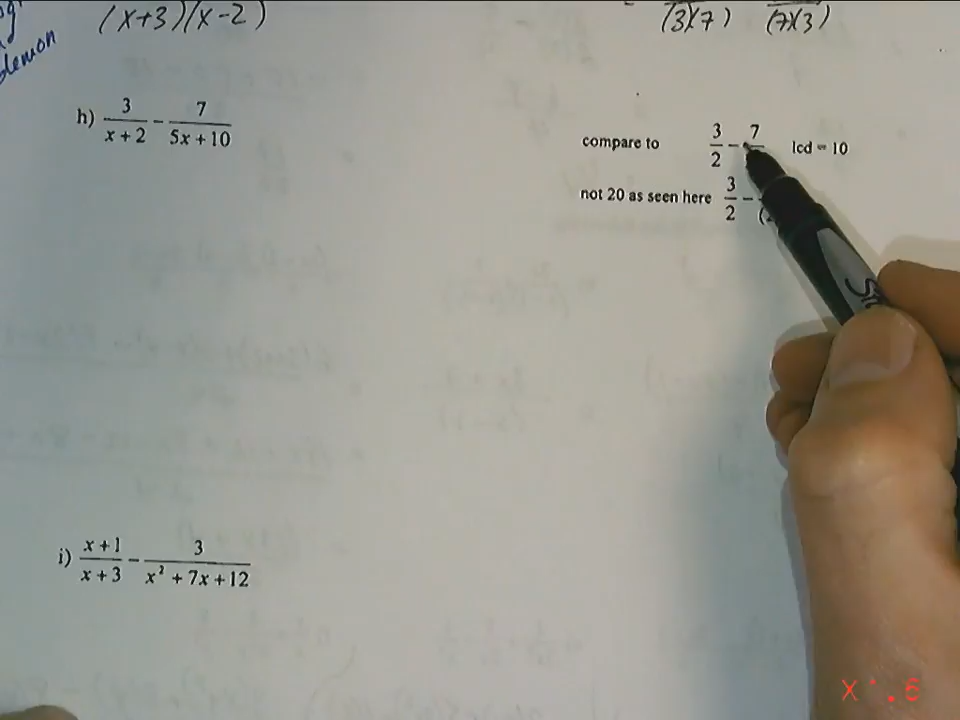 (x+3)(x-2)
(3)(7) (7)(3)
h) 3/(x+2) - 7/(5x+10)
compare to 3/2 - 7/ lcd = 10
not 20 as seen here 3/2 -
i) (x+1)/(x+3) - 3/(x²+7x+12)